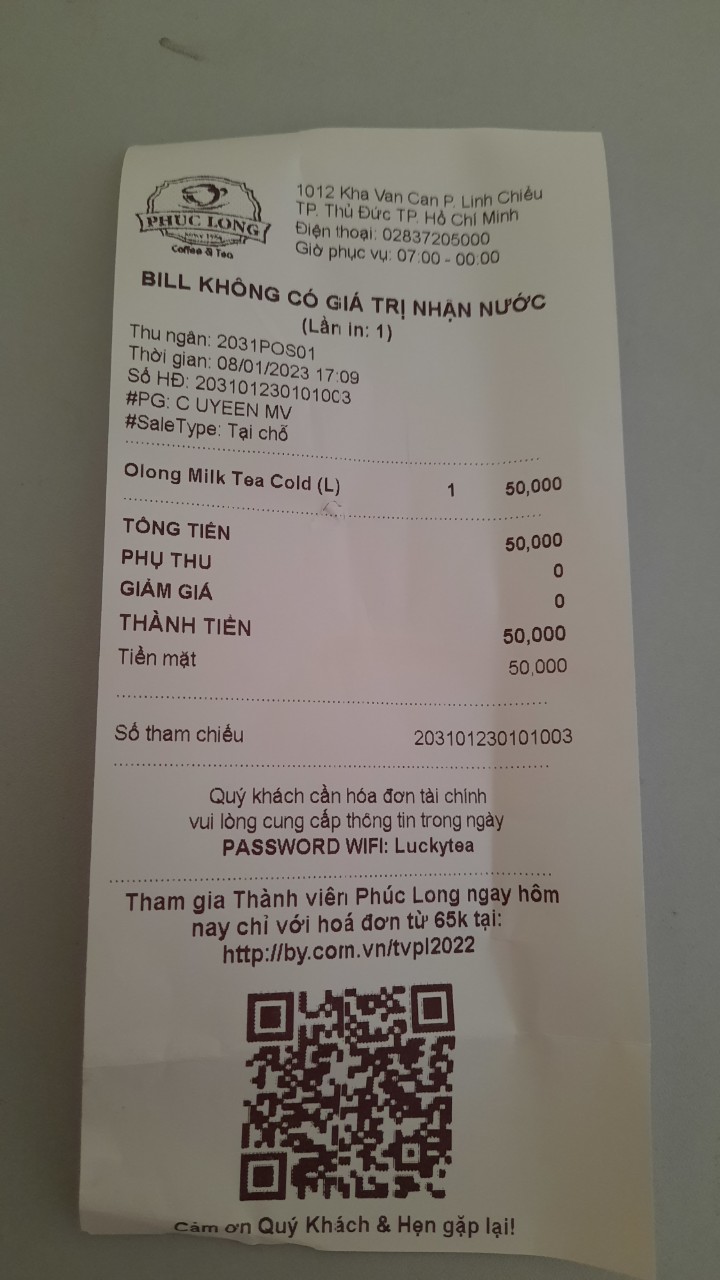 PHUC LONG
Coffee & Tea
1012 Kha Van Can P. Linh Chiểu
TP. Thủ Đức TP. Hồ Chí Minh
Điện thoại: 02837205000
Giờ phục vụ: 07:00 - 00:00
BILL KHÔNG CÓ GIÁ TRỊ NHẬN NƯỚC
(Lần in: 1)
Thu ngân: 2031POS01
Thời gian: 08/01/2023 17:09
Số HĐ: 203101230101003
#PG: C UYEEN MV
#SaleType: Tại chỗ
Olong Milk Tea Cold (L) 1 50,000
TỔNG TIỀN 50,000
PHỤ THU 0
GIẢM GIÁ 0
THÀNH TIỀN 50,000
Tiền mặt 50,000
Số tham chiếu 203101230101003
Quý khách cần hóa đơn tài chính
vui lòng cung cấp thông tin trong ngày
PASSWORD WIFI: Luckytea
Tham gia Thành viên Phúc Long ngay hôm
nay chỉ với hoá đơn từ 65k tại:
http://by.com.vn/tvpl2022
Cảm ơn Quý Khách & Hẹn gặp lại!